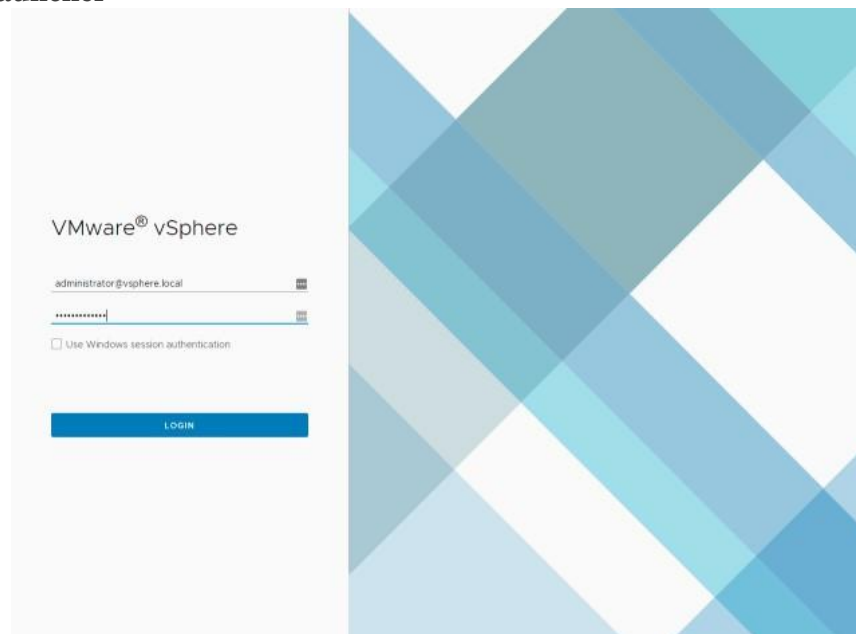 VMware® vSphere
administrator@vsphere.local
Use Windows session authentication
LOGIN